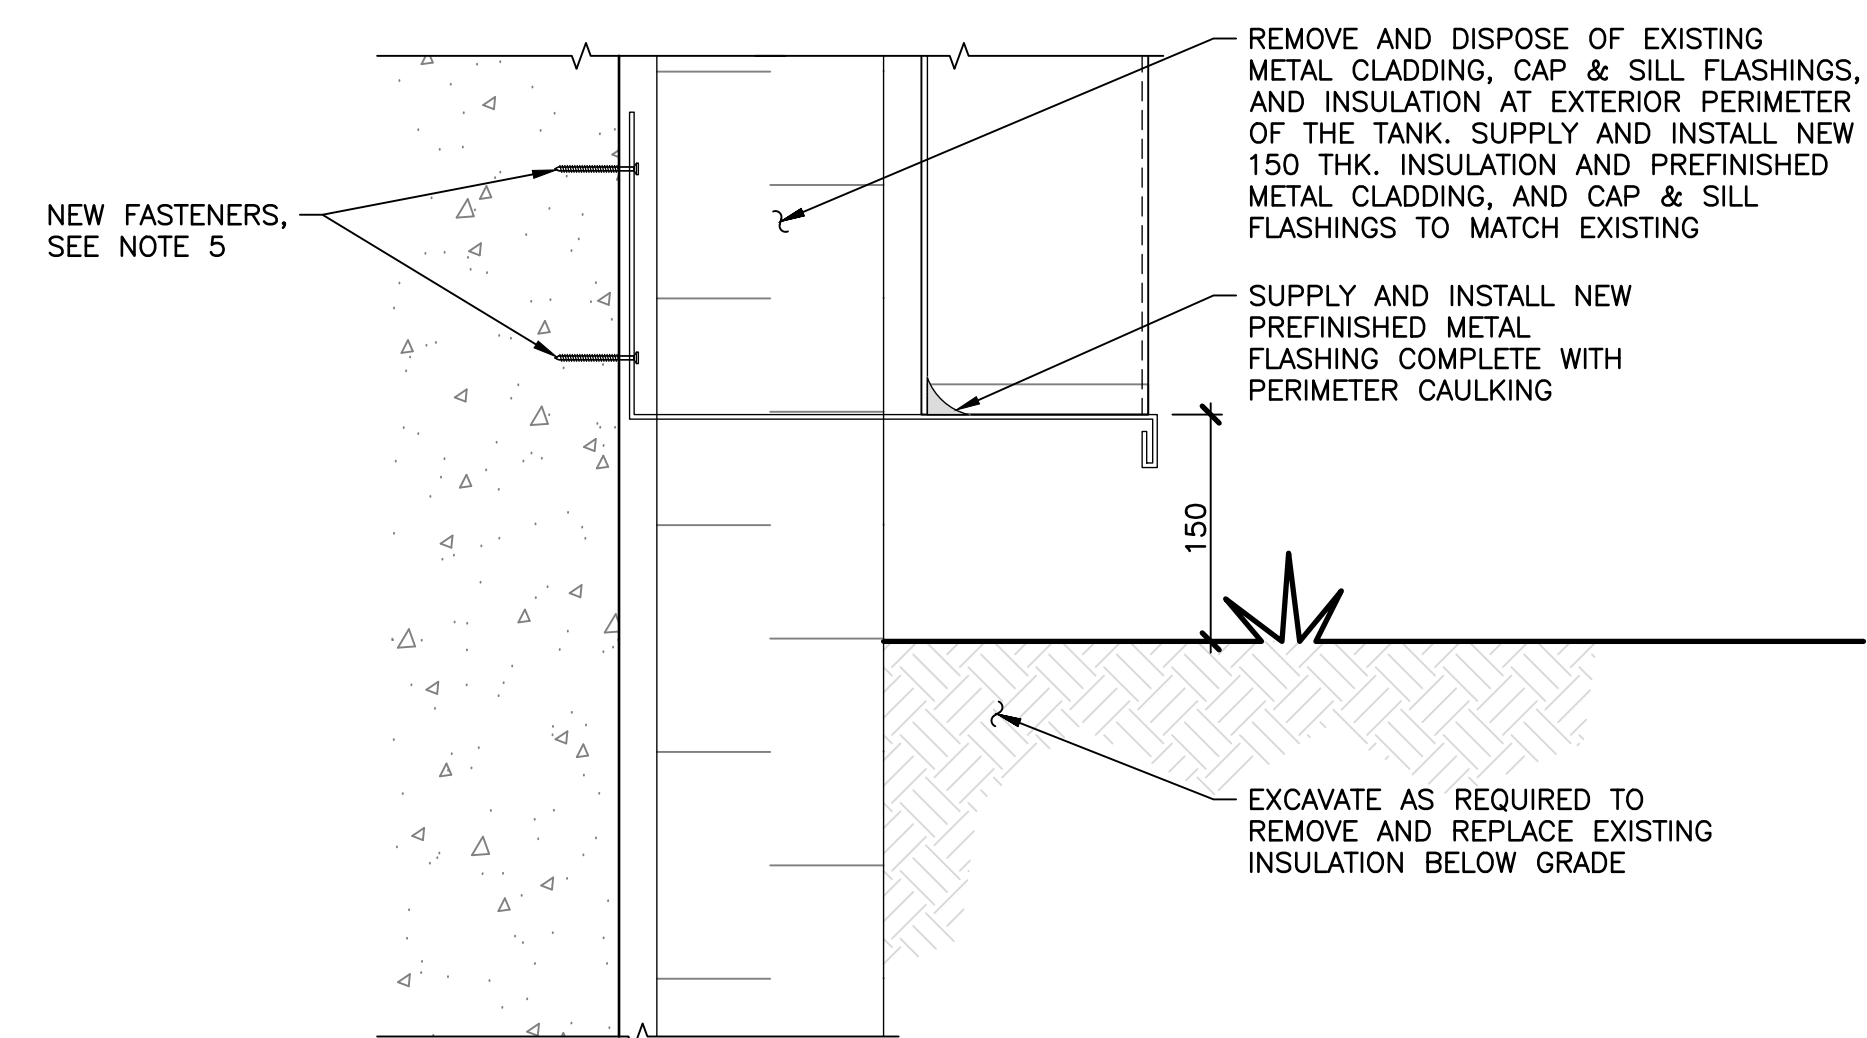 REMOVE AND DISPOSE OF EXISTING
METAL CLADDING, CAP & SILL FLASHINGS,
AND INSULATION AT EXTERIOR PERIMETER
OF THE TANK. SUPPLY AND INSTALL NEW
150 THK. INSULATION AND PREFINISHED
METAL CLADDING, AND CAP & SILL
FLASHINGS TO MATCH EXISTING
NEW FASTENERS,
SEE NOTE 5
SUPPLY AND INSTALL NEW
PREFINISHED METAL
FLASHING COMPLETE WITH
PERIMETER CAULKING
150
EXCAVATE AS REQUIRED TO
REMOVE AND REPLACE EXISTING
INSULATION BELOW GRADE